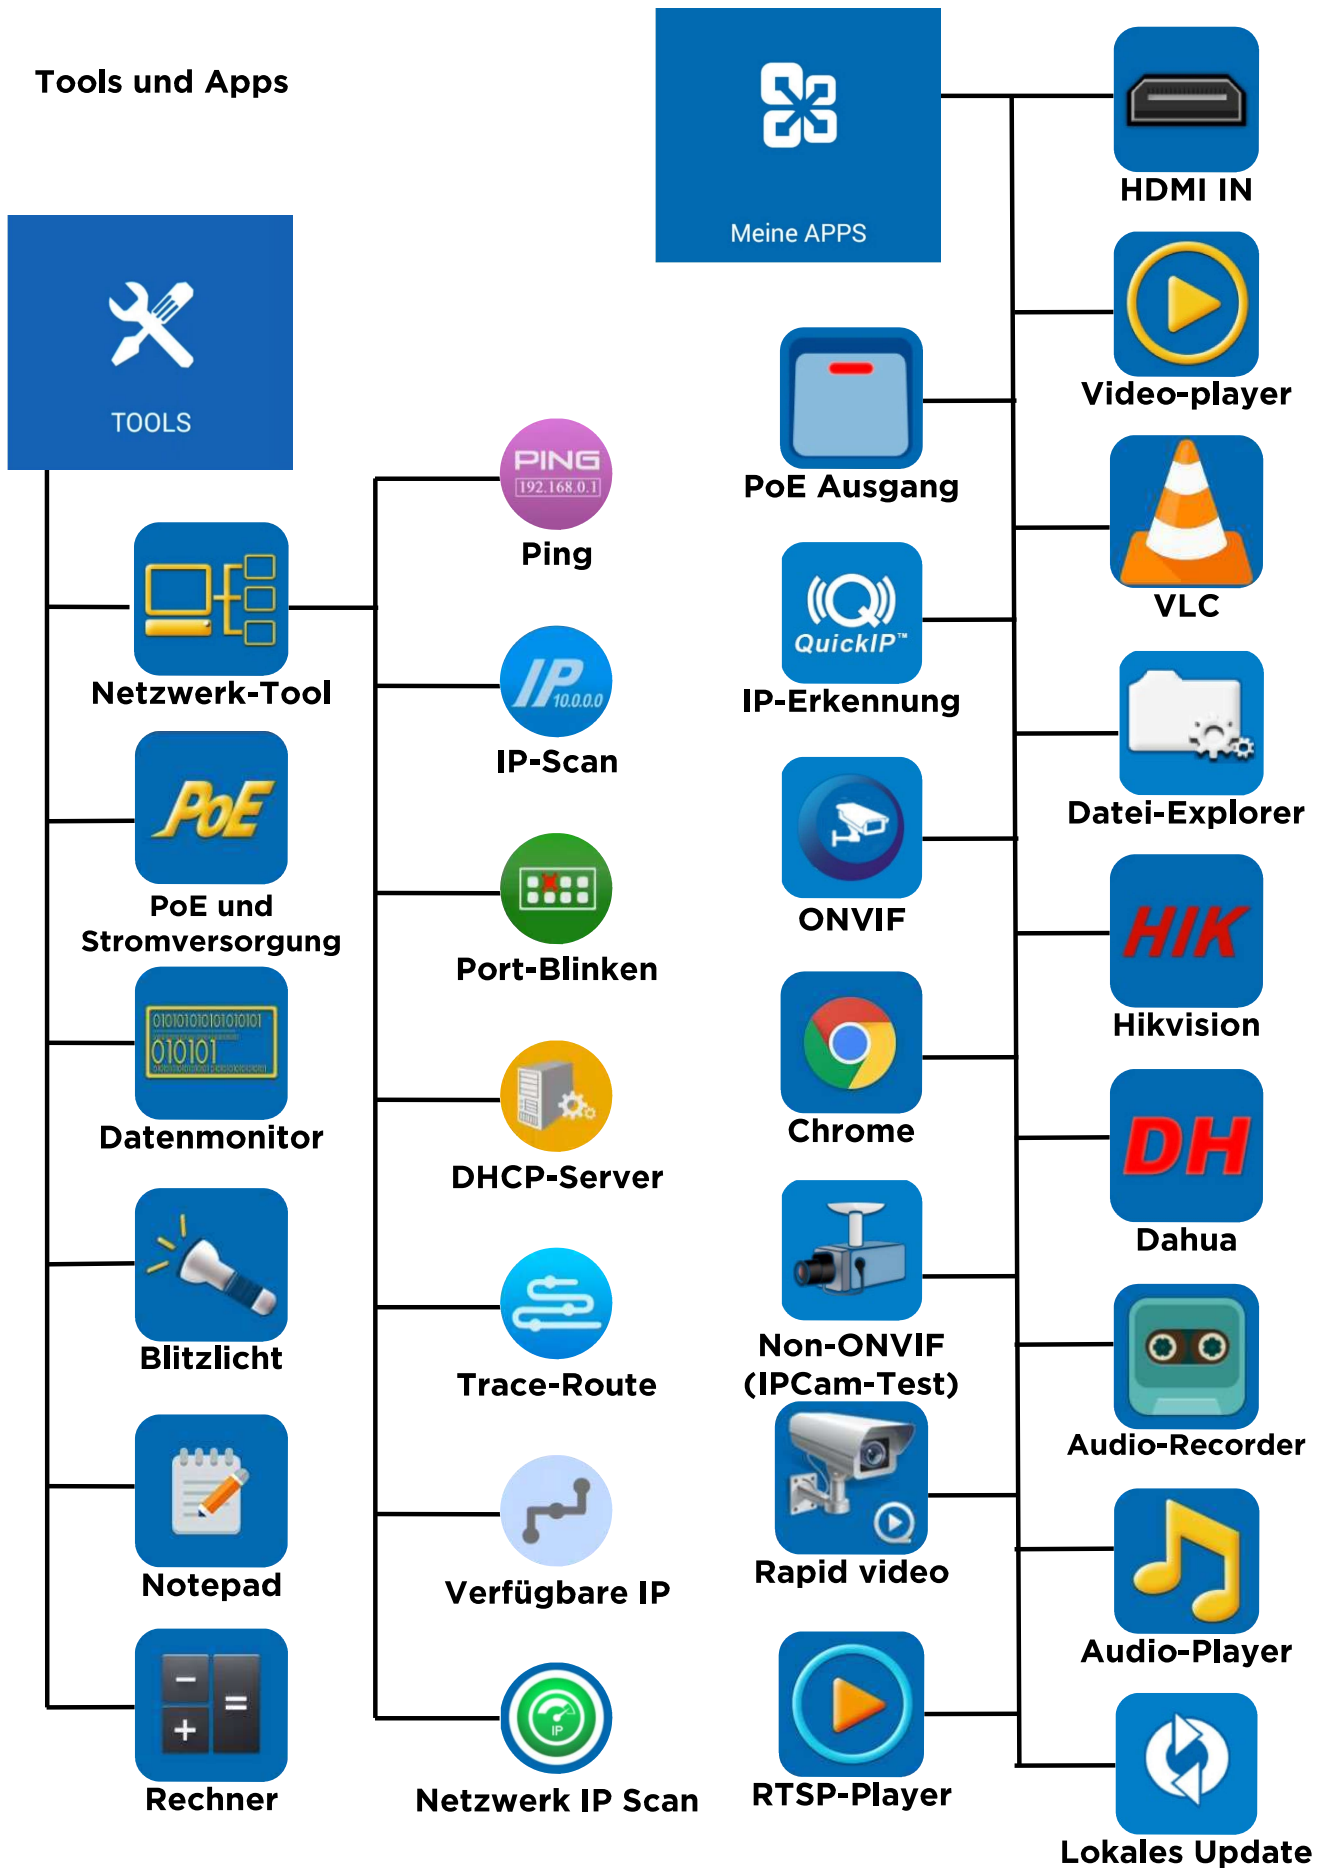 Tools und Apps
TOOLS
Netzwerk-Tool
PoE
PoE und
Stromversorgung
010101010101010101
010101
Datenmonitor
Blitzlicht
Notepad
Rechner
PING
192.168.0.1
Ping
IP
10.0.0.0
IP-Scan
Port-Blinken
DHCP-Server
Trace-Route
Verfügbare IP
IP
Netzwerk IP Scan
Meine APPS
PoE Ausgang
Q
QuickIP™
IP-Erkennung
ONVIF
Chrome
Non-ONVIF
(IPCam-Test)
Rapid video
RTSP-Player
HDMI IN
Video-player
VLC
Datei-Explorer
HIK
Hikvision
DH
Dahua
Audio-Recorder
Audio-Player
Lokales Update